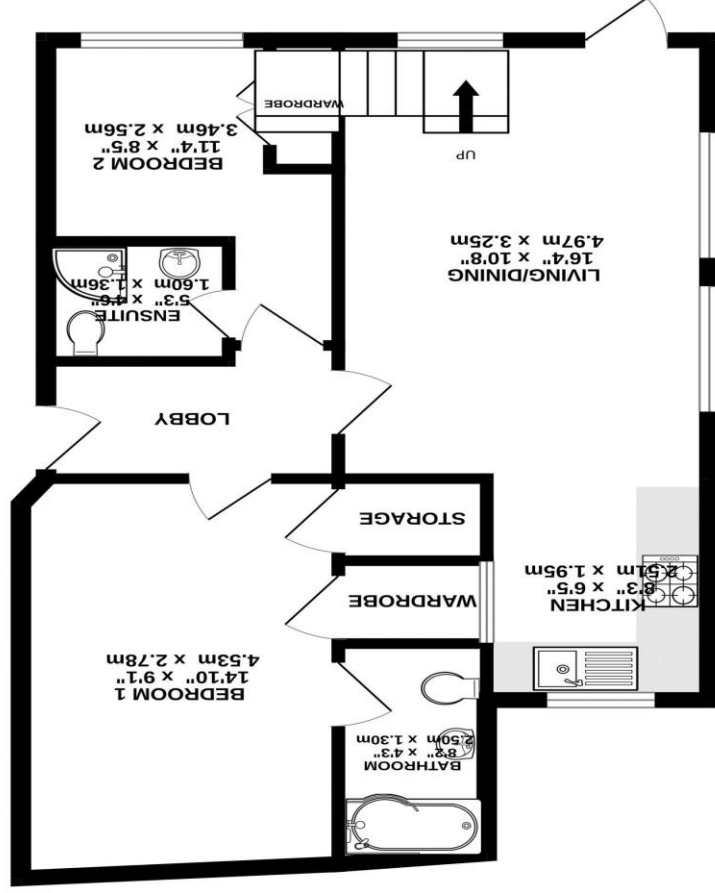 BATHROOM
8'2" x 4'3"
2.50m x 1.30m
BEDROOM 1
14'10" x 9'1"
4.53m x 2.78m
KITCHEN
8'3" x 6'5"
2.51m x 1.95m
WARDROBE
STORAGE
LOBBY
ENSUITE
5'3" x 4'6"
1.60m x 1.36m
LIVING/DINING
16'4" x 10'8"
4.97m x 3.25m
BEDROOM 2
11'4" x 8'5"
3.46m x 2.56m
UP
WARDROBE